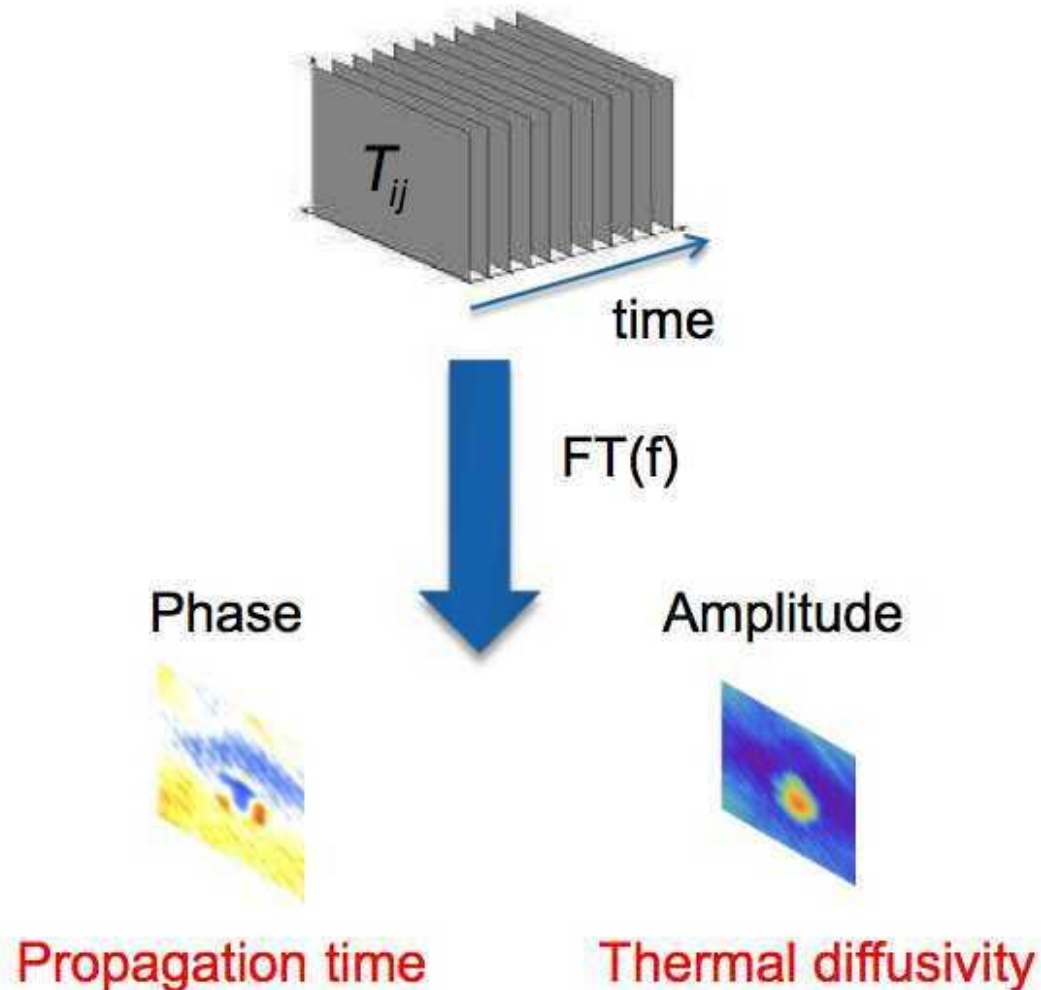 T_ij
time
FT(f)
Phase
Amplitude
Propagation time
Thermal diffusivity